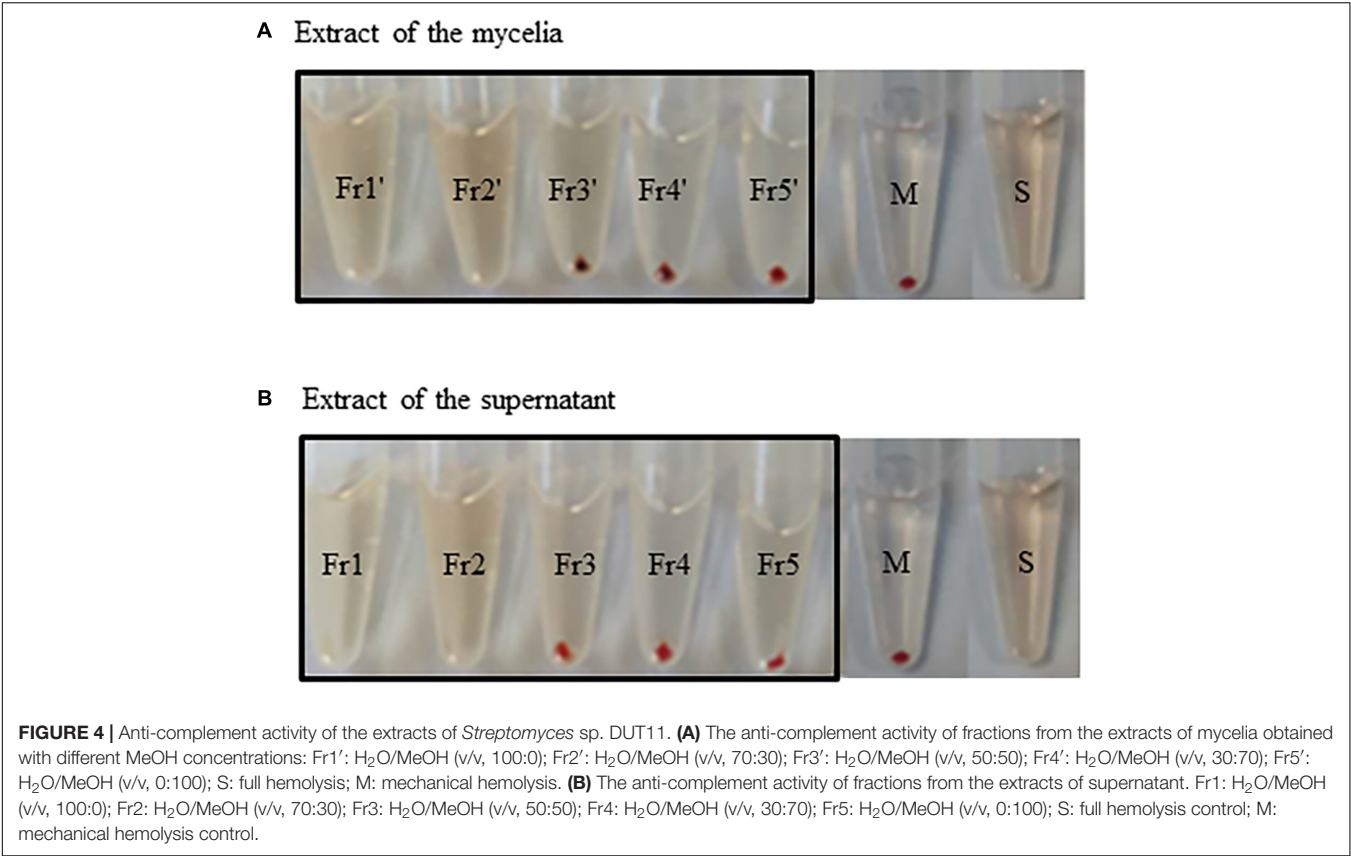 A Extract of the mycelia
Fr1' Fr2' Fr3' Fr4' Fr5' M S
B Extract of the supernatant
Fr1 Fr2 Fr3 Fr4 Fr5 M S
FIGURE 4 | Anti-complement activity of the extracts of Streptomyces sp. DUT11. (A) The anti-complement activity of fractions from the extracts of mycelia obtained
with different MeOH concentrations: Fr1′: H₂O/MeOH (v/v, 100:0); Fr2′: H₂O/MeOH (v/v, 70:30); Fr3′: H₂O/MeOH (v/v, 50:50); Fr4′: H₂O/MeOH (v/v, 30:70); Fr5′:
H₂O/MeOH (v/v, 0:100); S: full hemolysis; M: mechanical hemolysis. (B) The anti-complement activity of fractions from the extracts of supernatant. Fr1: H₂O/MeOH
(v/v, 100:0); Fr2: H₂O/MeOH (v/v, 70:30); Fr3: H₂O/MeOH (v/v, 50:50); Fr4: H₂O/MeOH (v/v, 30:70); Fr5: H₂O/MeOH (v/v, 0:100); S: full hemolysis control; M:
mechanical hemolysis control.